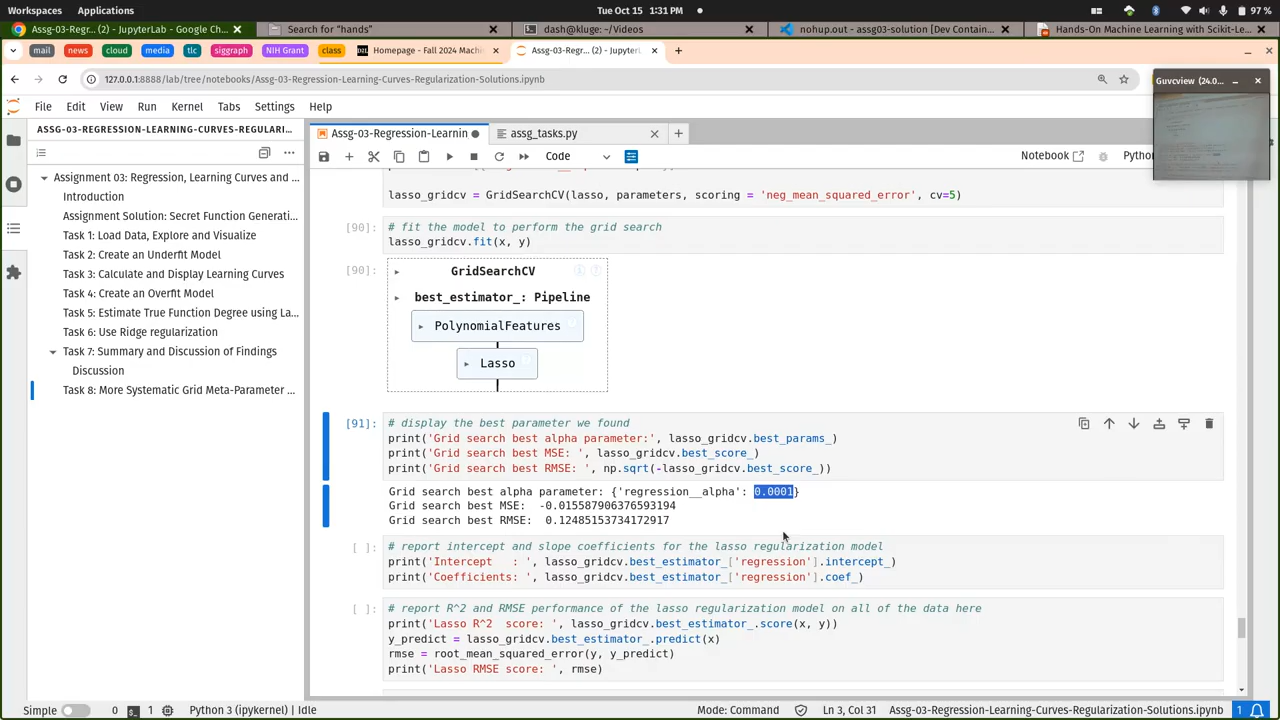 Workspaces Applications Tue Oct 15 1:31 PM 97 %
Assg-03-Regr... (2) - JupyterLab - Google Ch... Search for "hands" dash@kluge: ~/Videos nohup.out - assg03-solution [Dev Contain... Hands-On Machine Learning with Scikit-Le...
mail news cloud media tlc siggraph NIH Grant class Homepage - Fall 2024 Machi Assg-03-Regr... (2) - JupyterL
127.0.0.1:8888/lab/tree/notebooks/Assg-03-Regression-Learning-Curves-Regularization-Solutions.ipynb
Guvcview (24.0...
File Edit View Run Kernel Tabs Settings Help
ASSG-03-REGRESSION-LEARNING-CURVES-REGULARI...
Assg-03-Regression-Learnin
assg_tasks.py
Code
Notebook
Python
Assignment 03: Regression, Learning Curves and ...
Introduction
Assignment Solution: Secret Function Generati...
Task 1: Load Data, Explore and Visualize
Task 2: Create an Underfit Model
Task 3: Calculate and Display Learning Curves
Task 4: Create an Overfit Model
Task 5: Estimate True Function Degree using La...
Task 6: Use Ridge regularization
Task 7: Summary and Discussion of Findings
Discussion
Task 8: More Systematic Grid Meta-Parameter ...
lasso_gridcv = GridSearchCV(lasso, parameters, scoring = 'neg_mean_squared_error', cv=5)
[90]: # fit the model to perform the grid search
lasso_gridcv.fit(x, y)
[90]: GridSearchCV
best_estimator_: Pipeline
PolynomialFeatures
Lasso
[91]: # display the best parameter we found
print('Grid search best alpha parameter:', lasso_gridcv.best_params_)
print('Grid search best MSE: ', lasso_gridcv.best_score_)
print('Grid search best RMSE: ', np.sqrt(-lasso_gridcv.best_score_))
Grid search best alpha parameter: {'regression__alpha': 0.0001}
Grid search best MSE:  -0.015587906376593194
Grid search best RMSE:  0.12485153734172917
[ ]: # report intercept and slope coefficients for the lasso regularization model
print('Intercept   : ', lasso_gridcv.best_estimator_['regression'].intercept_)
print('Coefficients: ', lasso_gridcv.best_estimator_['regression'].coef_)
[ ]: # report R^2 and RMSE performance of the lasso regularization model on all of the data here
print('Lasso R^2  score: ', lasso_gridcv.best_estimator_.score(x, y))
y_predict = lasso_gridcv.best_estimator_.predict(x)
rmse = root_mean_squared_error(y, y_predict)
print('Lasso RMSE score: ', rmse)
Simple 0 1 Python 3 (ipykernel) | Idle Mode: Command Ln 3, Col 31 Assg-03-Regression-Learning-Curves-Regularization-Solutions.ipynb 1